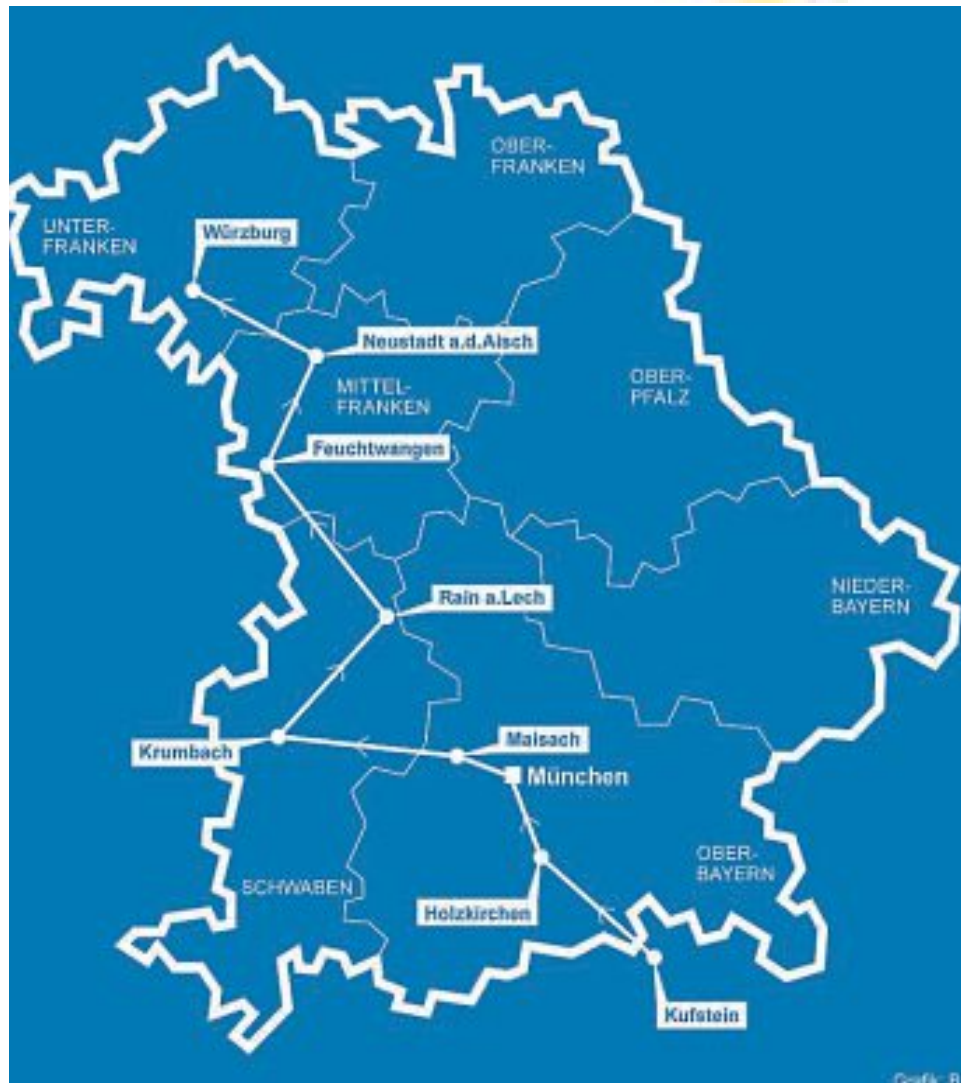 OBER-
FRANKEN
UNTER-
FRANKEN
Würzburg
Neustadt a.d.Aisch
MITTEL-
FRANKEN
OBER-
PFALZ
Feuchtwangen
NIEDER-
BAYERN
Rain a.Lech
Krumbach
Maisach
München
OBER-
BAYERN
SCHWABEN
Holzkirchen
Kufstein
Grafik: B